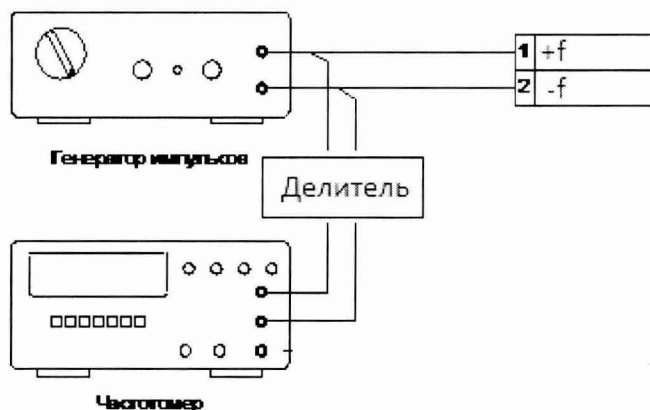 1 +f
2 -f
Генератор импульсов
Делитель
Частотомер